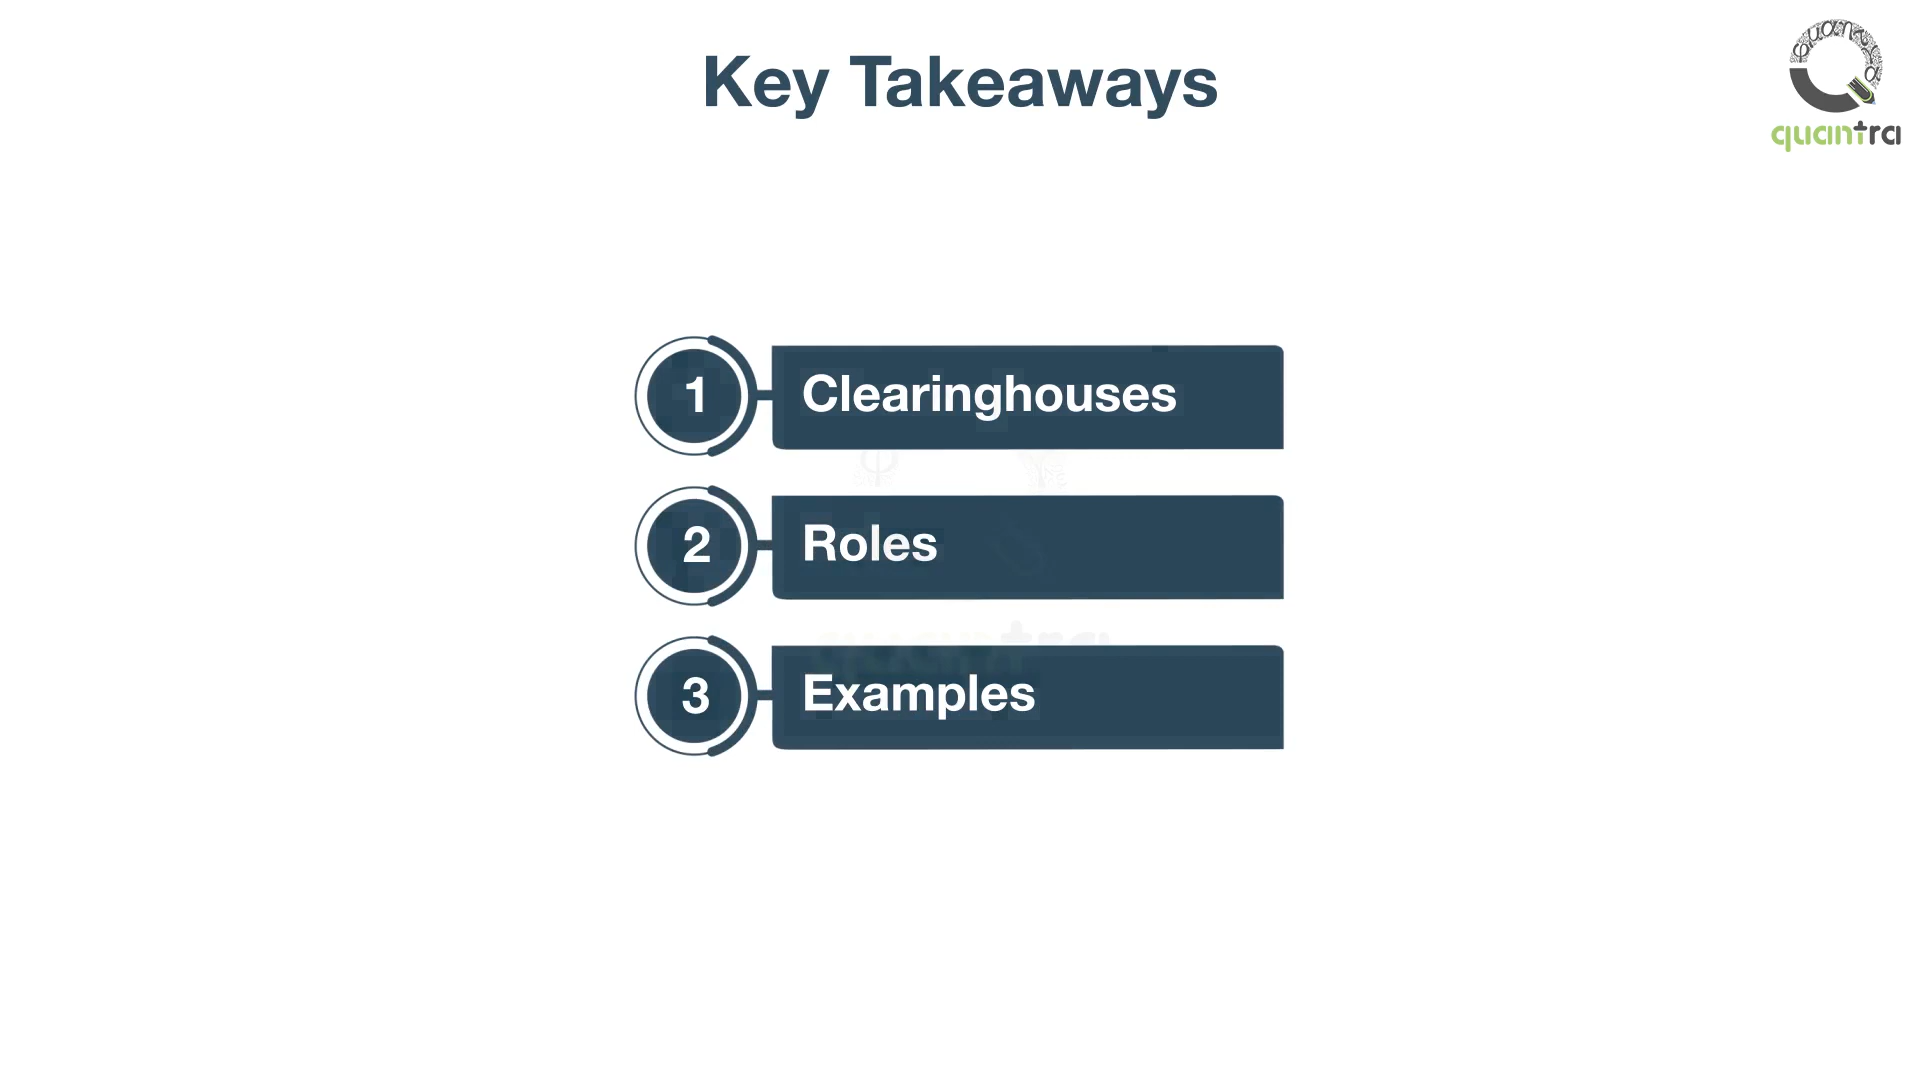 Key Takeaways
quantra
1 Clearinghouses
2 Roles
3 Examples